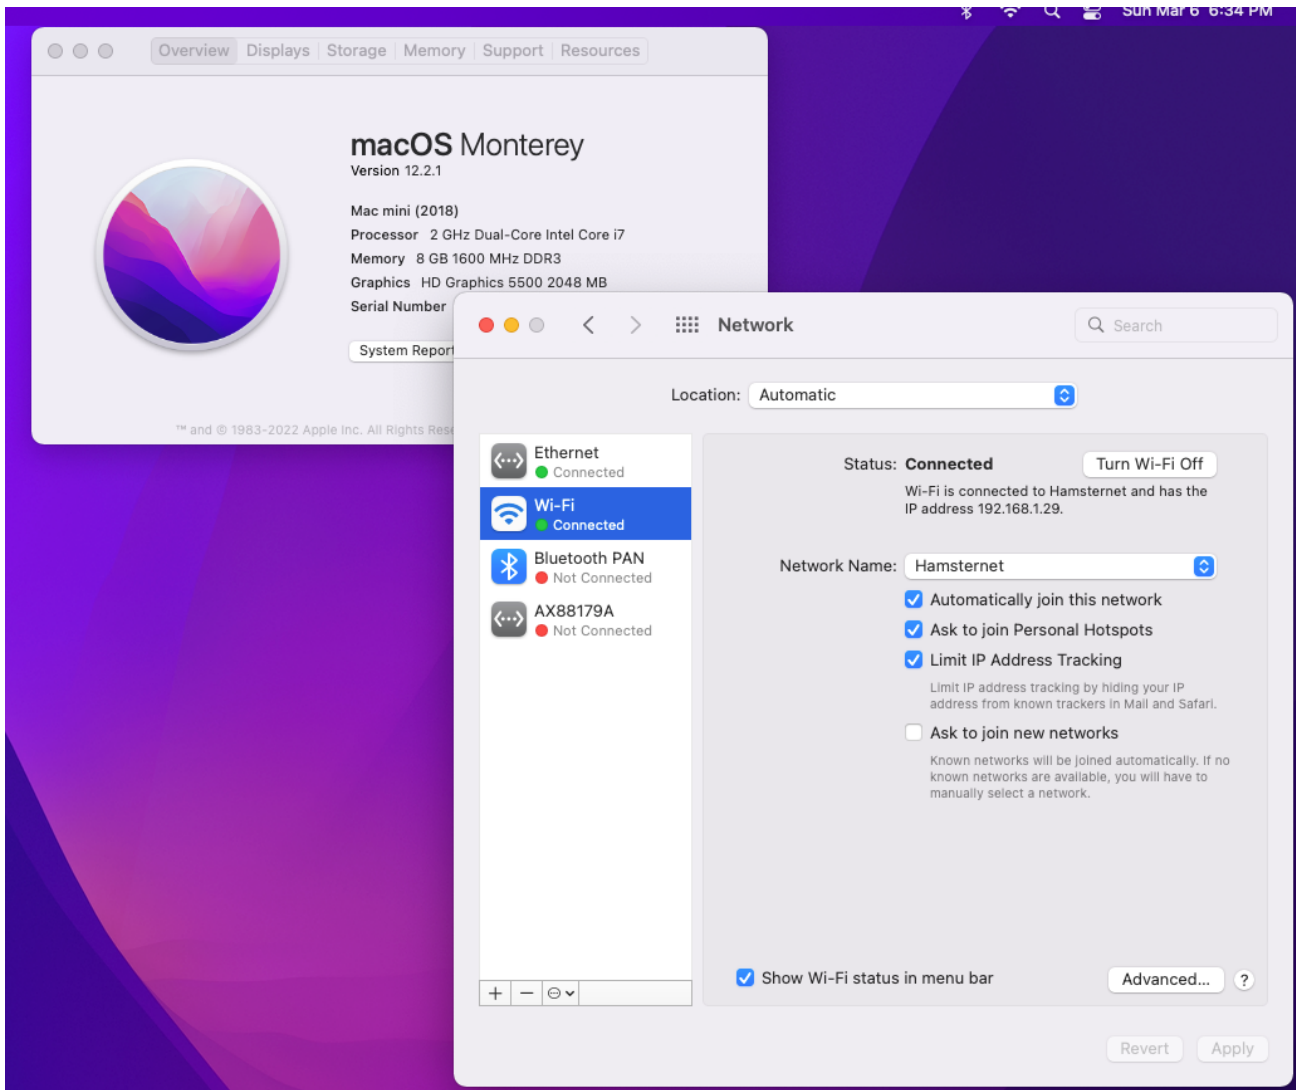 Sun Mar 6 6:34 PM
Overview Displays Storage Memory Support Resources
macOS Monterey
Version 12.2.1
Mac mini (2018)
Processor 2 GHz Dual-Core Intel Core i7
Memory 8 GB 1600 MHz DDR3
Graphics HD Graphics 5500 2048 MB
Serial Number
System Report
™ and © 1983-2022 Apple Inc. All Rights Rese
Network
Search
Location: Automatic
Ethernet
Connected
Wi-Fi
Connected
Bluetooth PAN
Not Connected
AX88179A
Not Connected
Status: Connected
Turn Wi-Fi Off
Wi-Fi is connected to Hamsternet and has the
IP address 192.168.1.29.
Network Name: Hamsternet
Automatically join this network
Ask to join Personal Hotspots
Limit IP Address Tracking
Limit IP address tracking by hiding your IP
address from known trackers in Mail and Safari.
Ask to join new networks
Known networks will be joined automatically. If no
known networks are available, you will have to
manually select a network.
Show Wi-Fi status in menu bar
Advanced... ?
Revert Apply